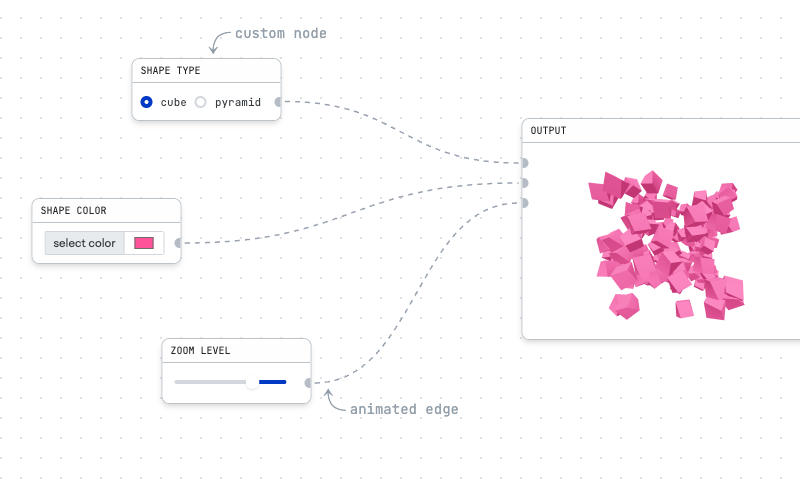 custom node
SHAPE TYPE
cube pyramid
OUTPUT
SHAPE COLOR
select color
ZOOM LEVEL
animated edge